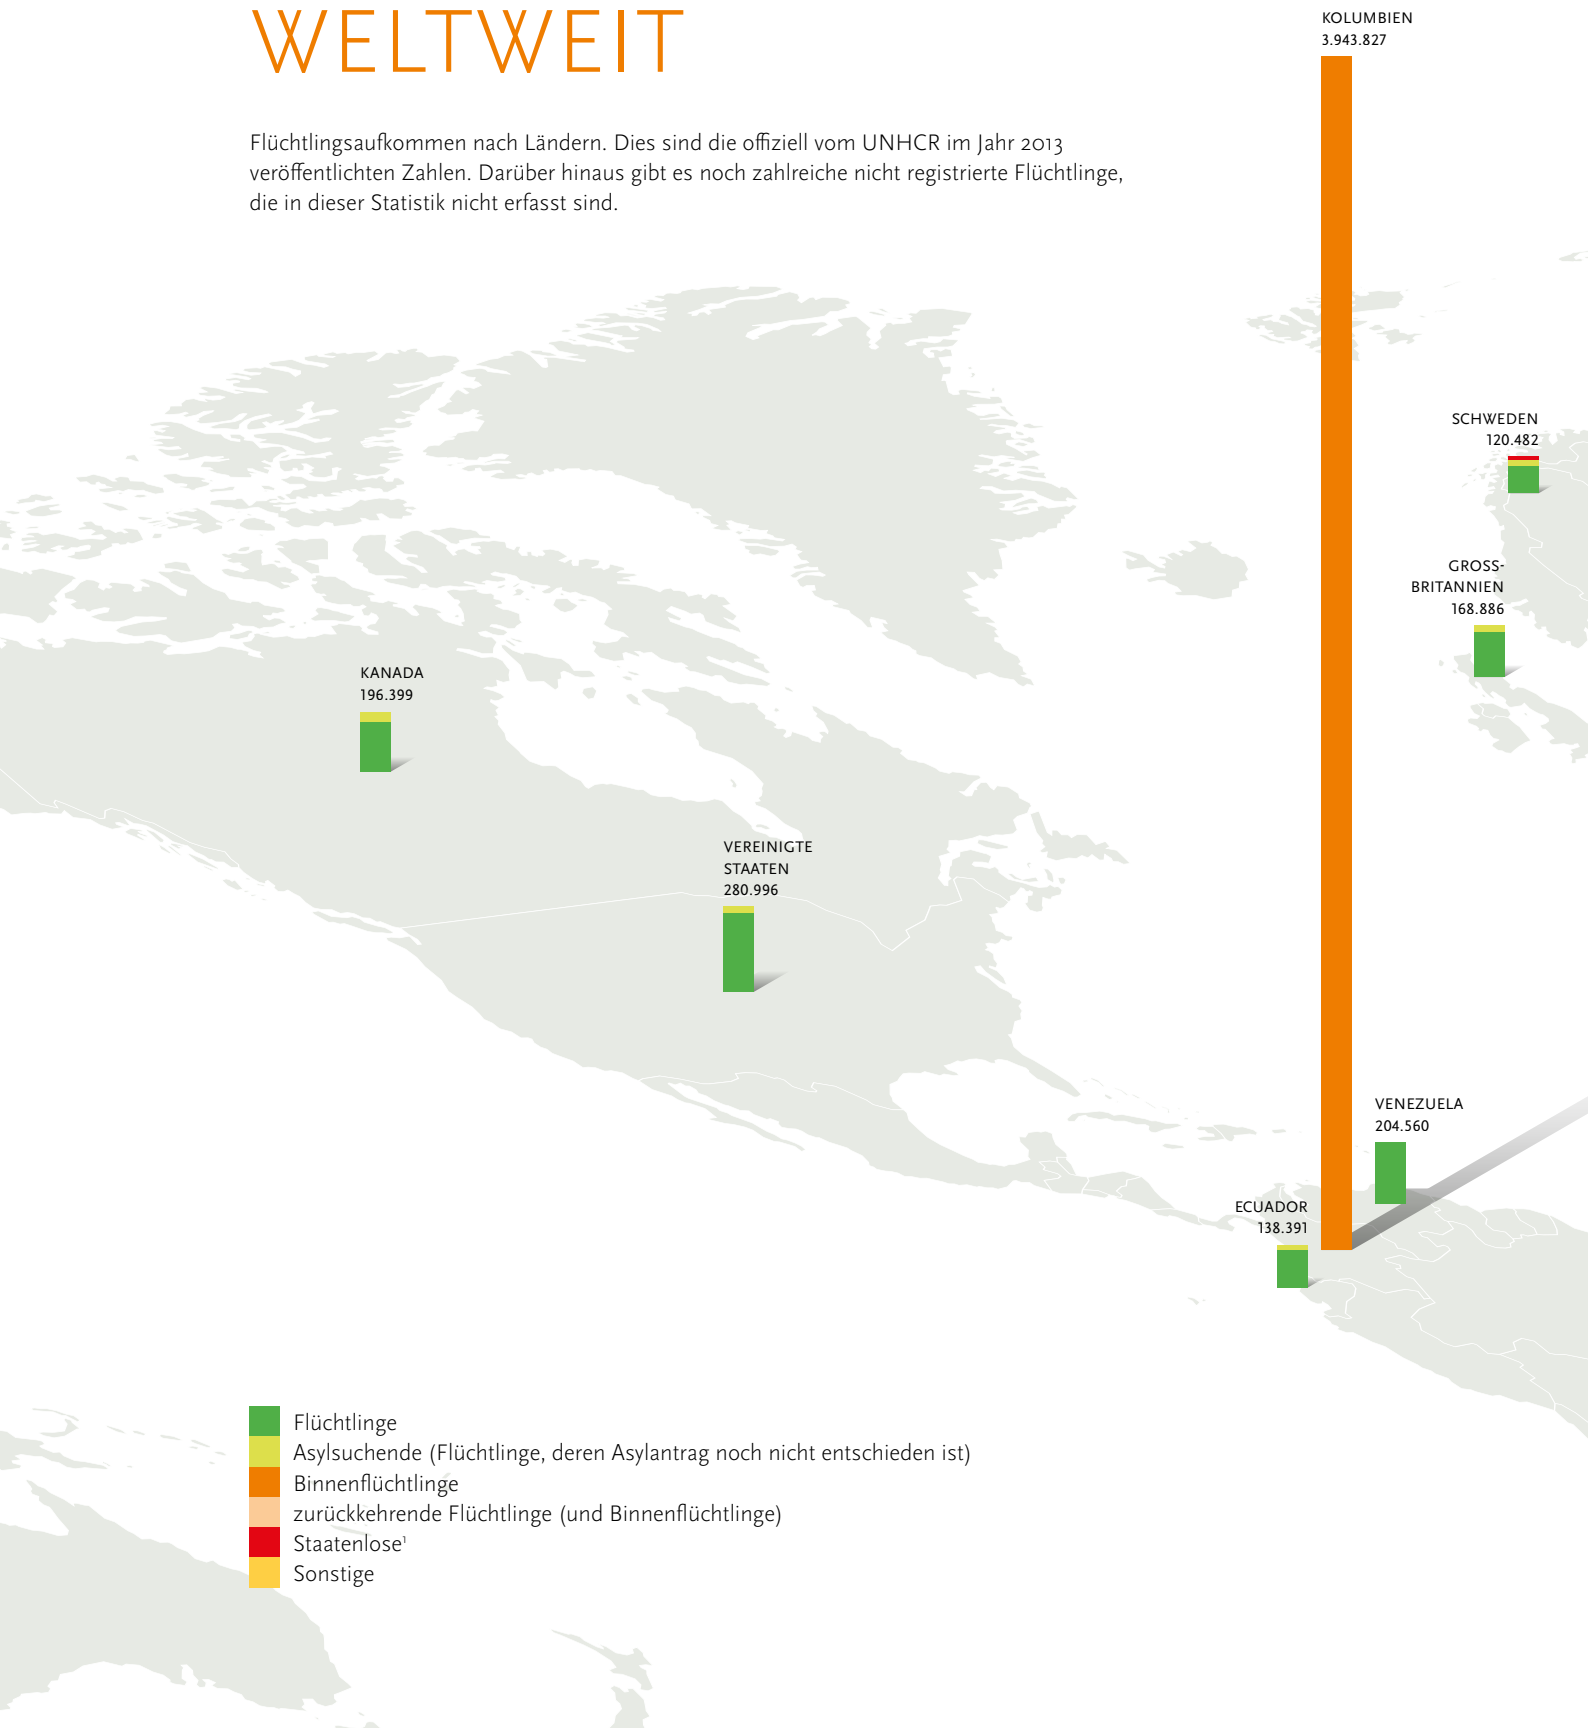 WELTWEIT
Flüchtlingsaufkommen nach Ländern. Dies sind die offiziell vom UNHCR im Jahr 2013
veröffentlichten Zahlen. Darüber hinaus gibt es noch zahlreiche nicht registrierte Flüchtlinge,
die in dieser Statistik nicht erfasst sind.
KOLUMBIEN
3.943.827
SCHWEDEN
120.482
GROSS-
BRITANNIEN
168.886
KANADA
196.399
VEREINIGTE
STAATEN
280.996
VENEZUELA
204.560
ECUADOR
138.391
Flüchtlinge
Asylsuchende (Flüchtlinge, deren Asylantrag noch nicht entschieden ist)
Binnenflüchtlinge
zurückkehrende Flüchtlinge (und Binnenflüchtlinge)
Staatenlose¹
Sonstige